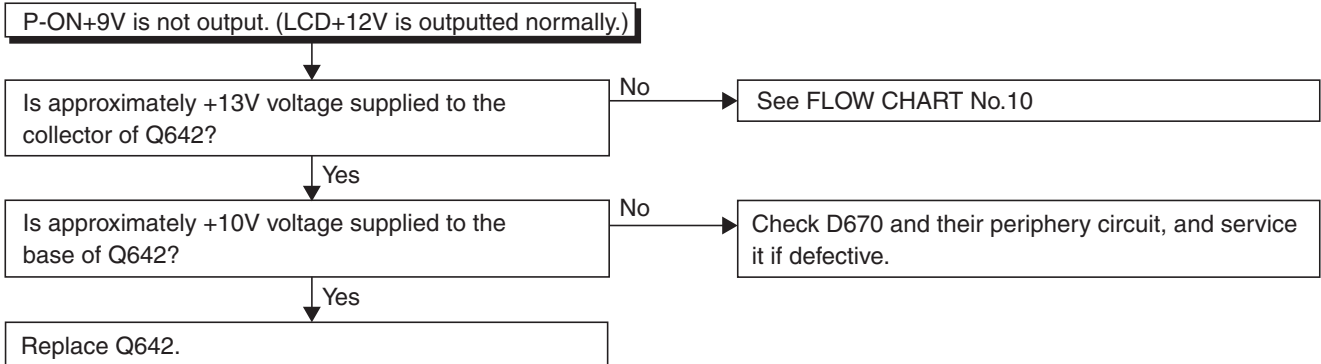 P-ON+9V is not output. (LCD+12V is outputted normally.)
Is approximately +13V voltage supplied to the
collector of Q642?
No
See FLOW CHART No.10
Yes
Is approximately +10V voltage supplied to the
base of Q642?
No
Check D670 and their periphery circuit, and service
it if defective.
Yes
Replace Q642.